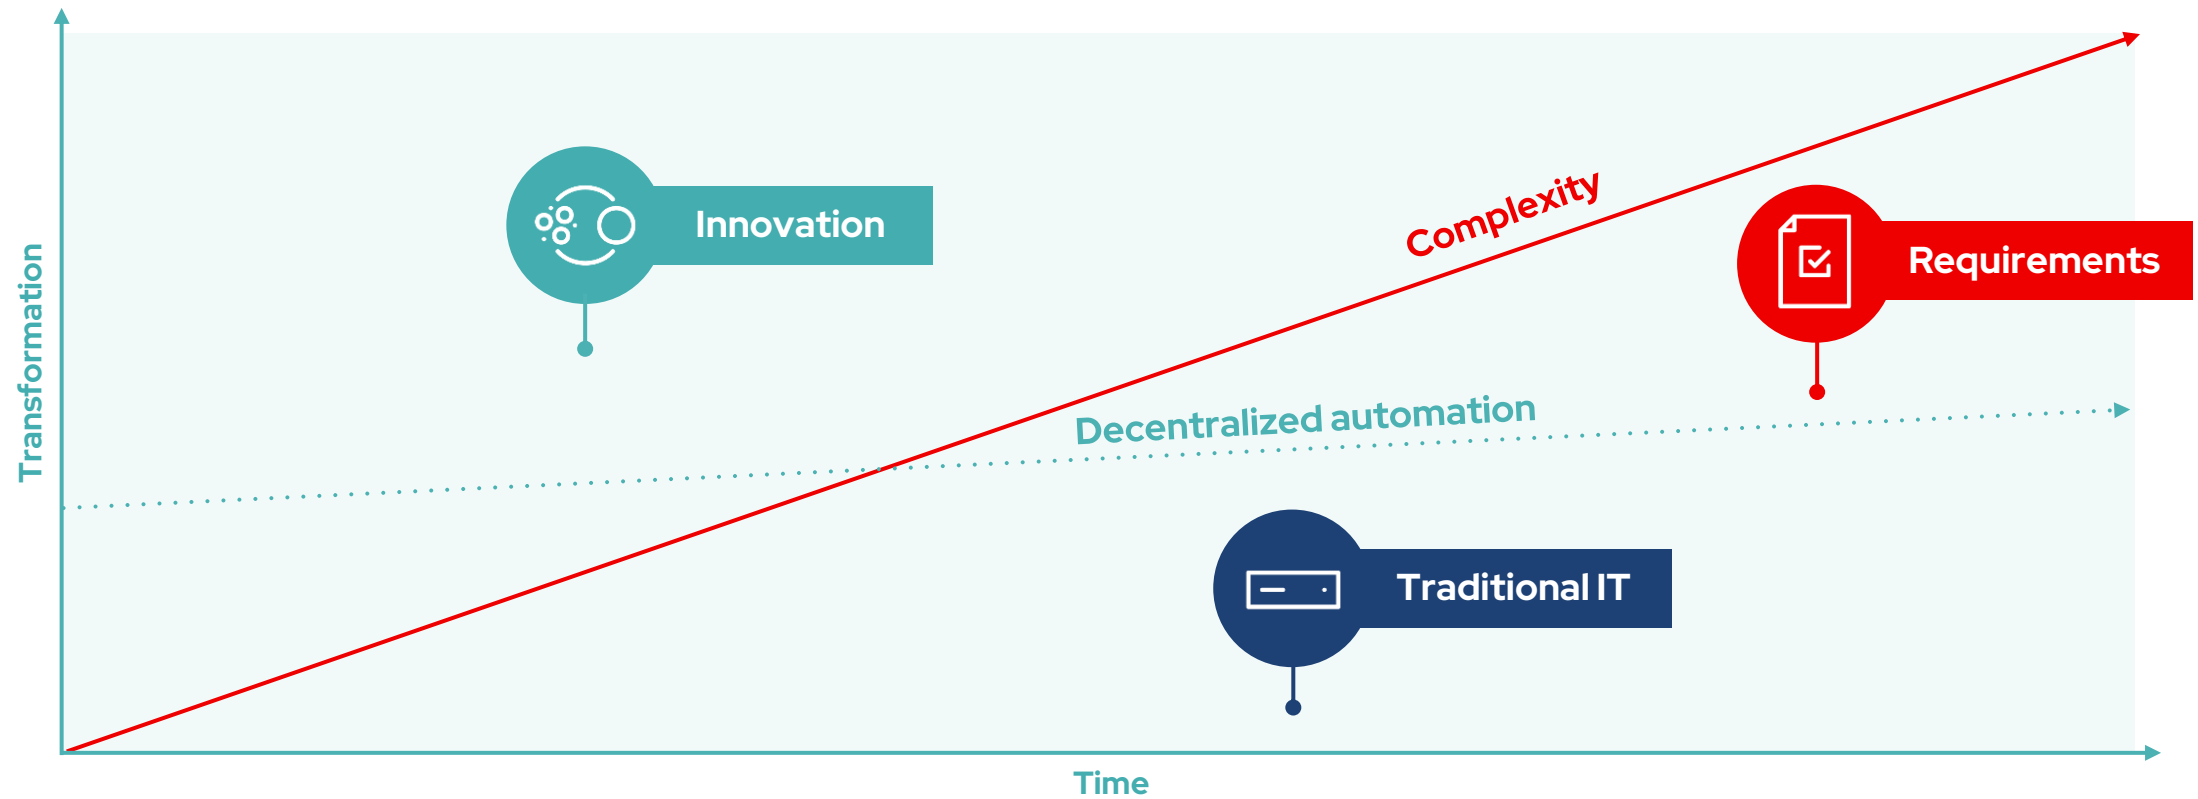 Transformation
Innovation
Complexity
Requirements
Decentralized automation
Traditional IT
Time